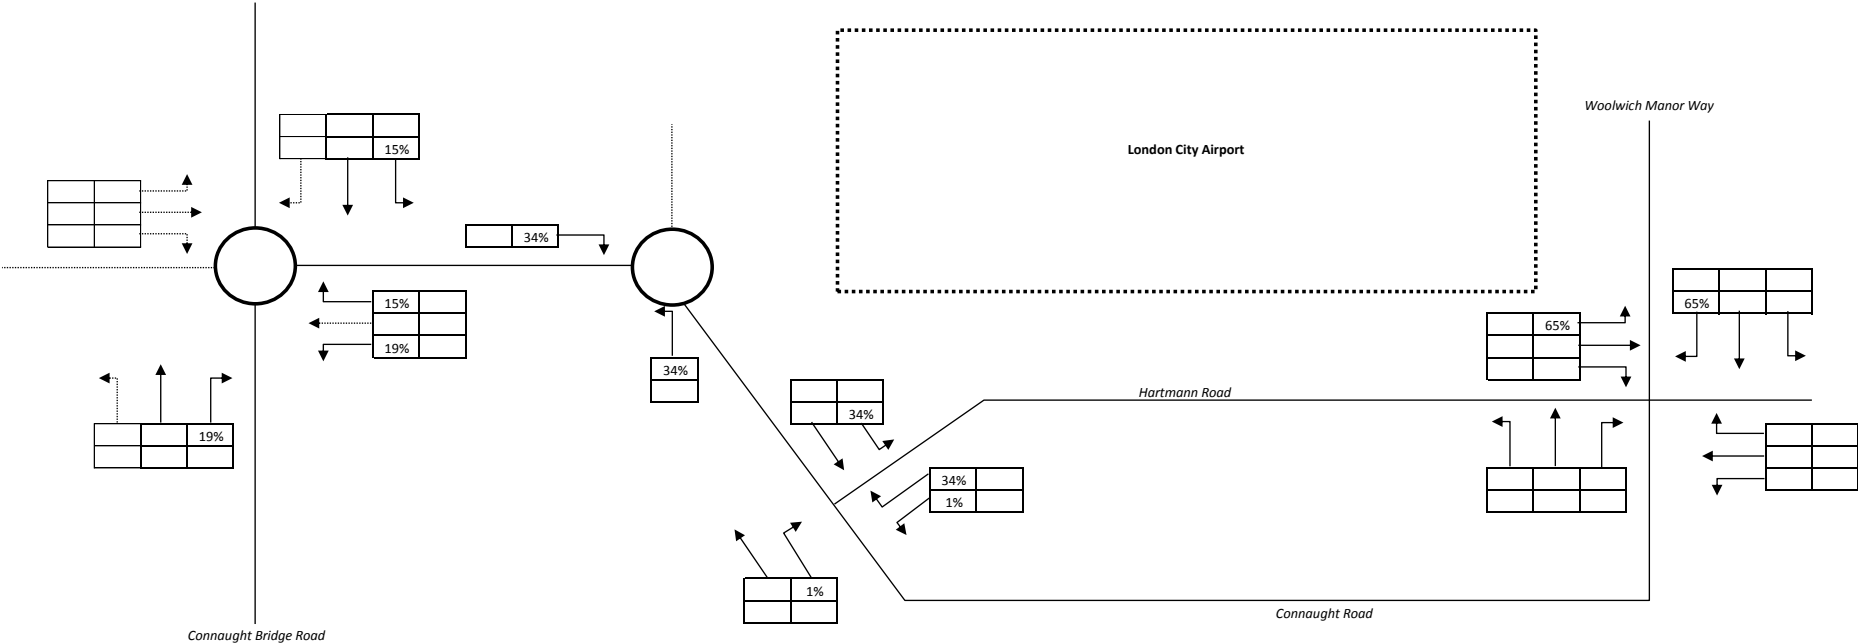 Woolwich Manor Way
15%
London City Airport
34%
15%
19%
65%
65%
34%
Hartmann Road
34%
19%
34%
1%
1%
Connaught Road
Connaught Bridge Road